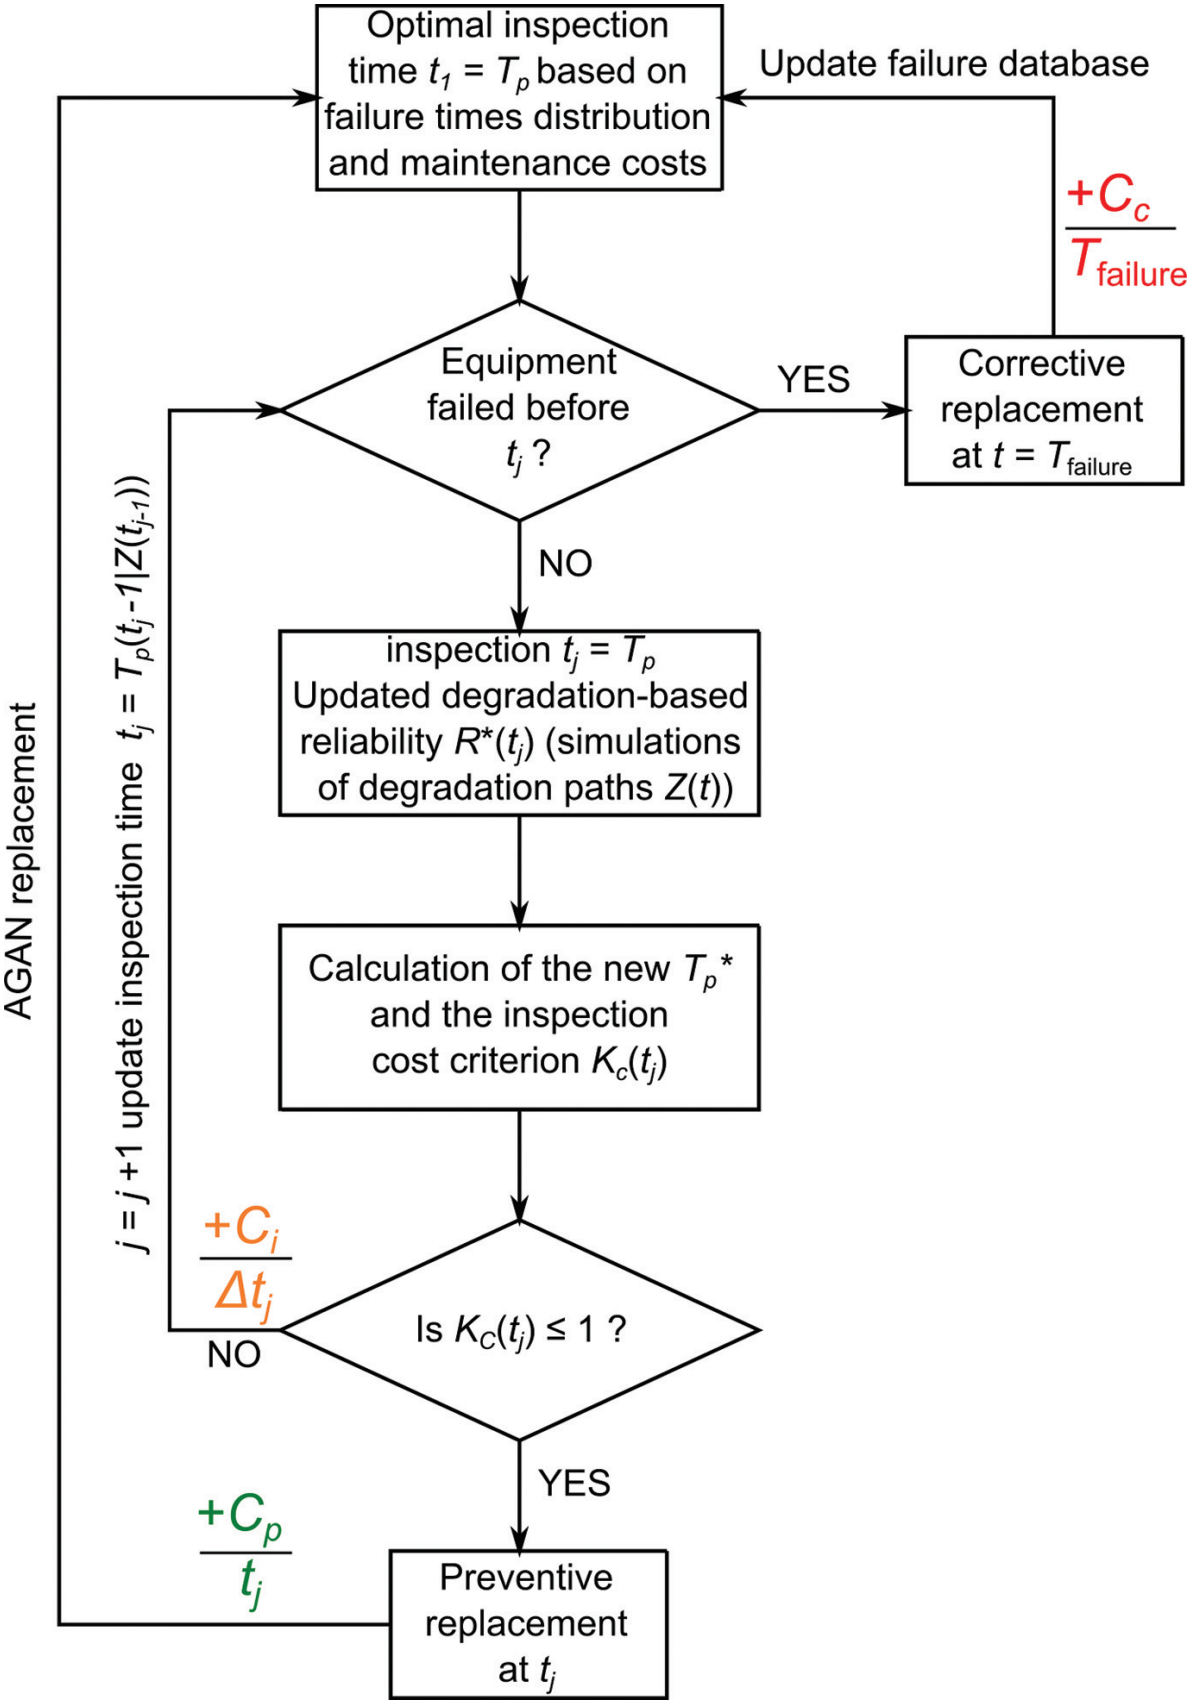 Optimal inspection
time t1 = Tp based on
failure times distribution
and maintenance costs
Update failure database
+Cc
Tfailure
Equipment
failed before
tj ?
YES
Corrective
replacement
at t = Tfailure
NO
inspection tj = Tp
Updated degradation-based
reliability R*(tj) (simulations
of degradation paths Z(t))
Calculation of the new Tp*
and the inspection
cost criterion Kc(tj)
j = j +1 update inspection time tj = Tp(tj-1|Z(tj-1))
AGAN replacement
+Ci
Δtj
NO
Is KC(tj) ≤ 1 ?
YES
+Cp
tj
Preventive
replacement
at tj